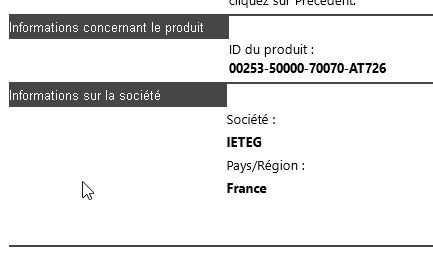 cliquez sur Précédent.
Informations concernant le produit
ID du produit :
00253-50000-70070-AT726
Informations sur la société
Société :
IETEG
Pays/Région :
France